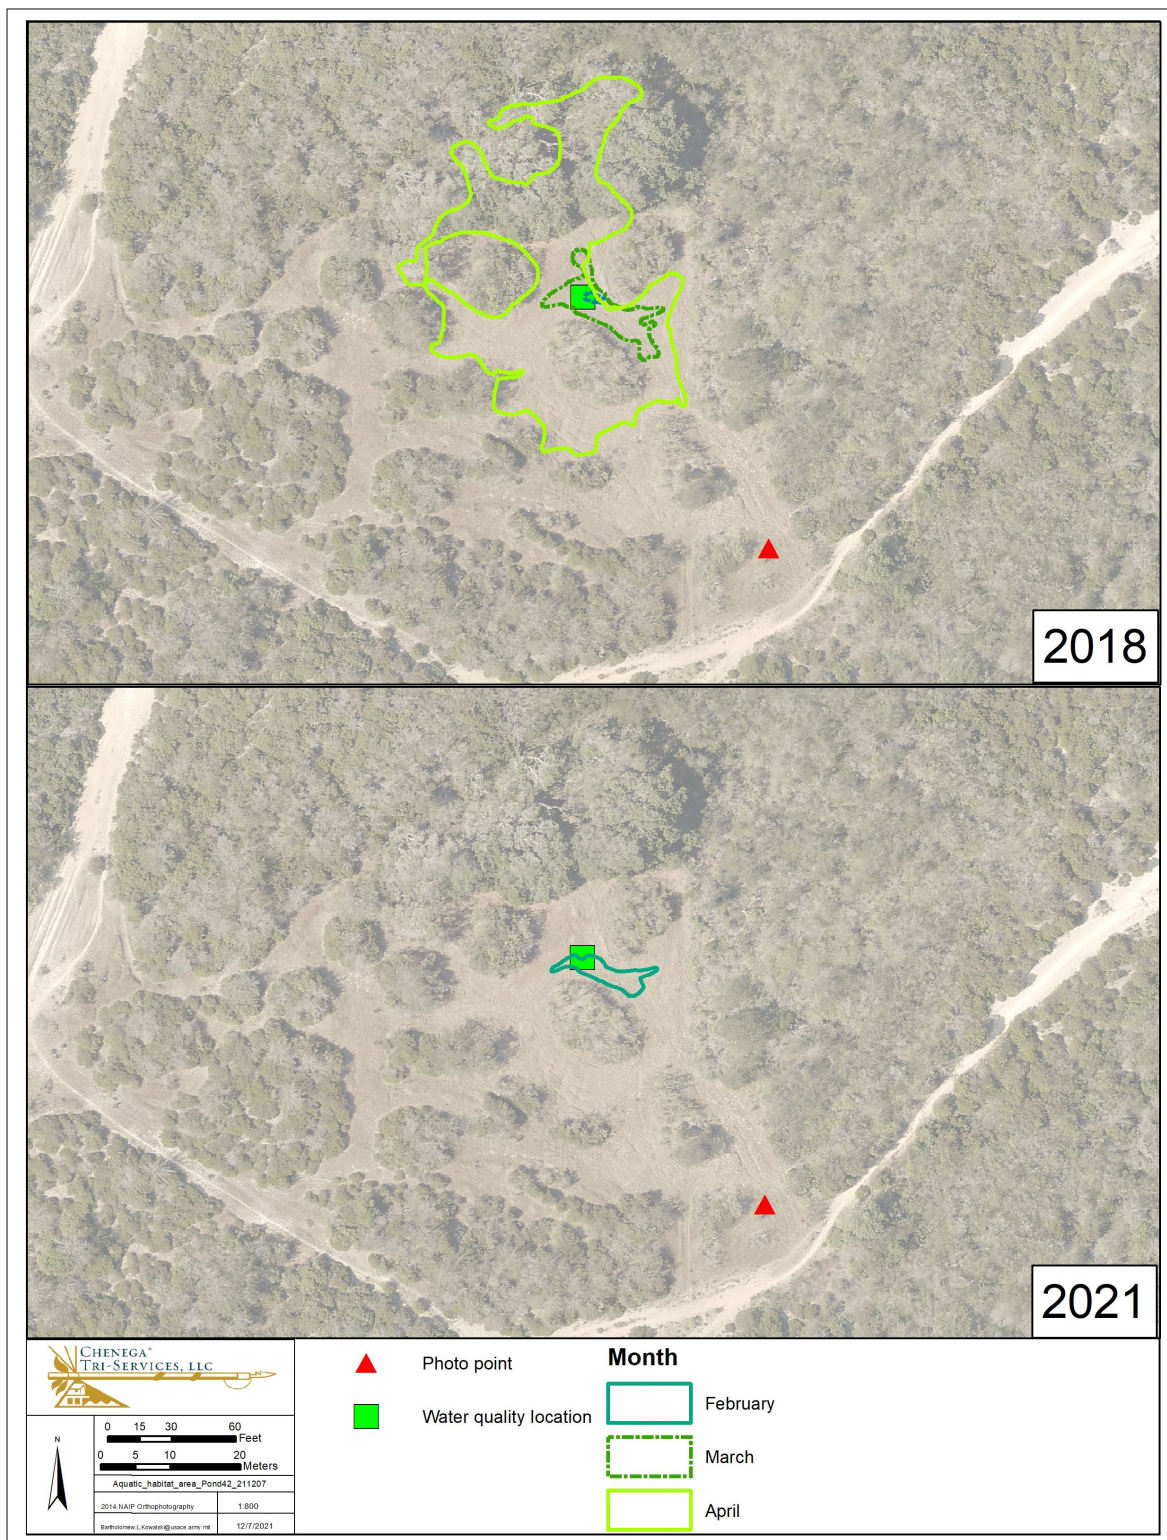 2018
2021
CHENEGA®
TRI-SERVICES, LLC
Photo point
Water quality location
Month
February
March
April
0 15 30 60
Feet
0 5 10 20
Meters
N
Aquatic_habitat_area_Pond42_211207
2014,NAIP Orthophotography
1:800
Bartholomew.L.Kowalski@usace.army.mil
12/7/2021